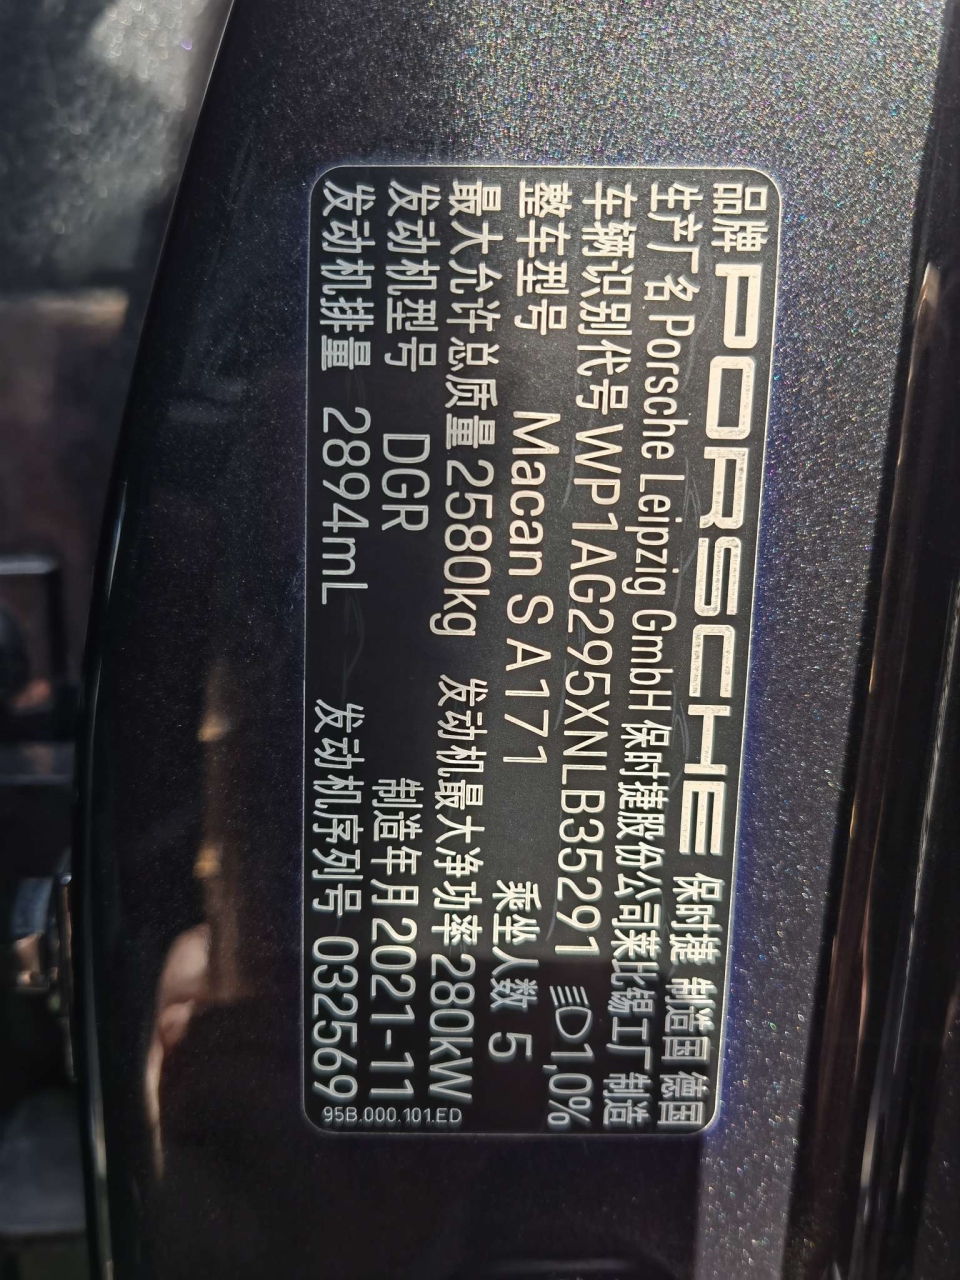 品牌 PORSCHE 保时捷 制造国 德国
生产厂名 Porsche Leipzig GmbH 保时捷股份公司莱比锡工厂制造
车辆识别代号 WP1AG295XNLB35291 1,0%
整车型号 Macan S A171 乘坐人数 5
最大允许总质量 2580kg 发动机最大净功率 280kW
发动机型号 DGR 制造年月 2021-11
发动机排量 2894mL 发动机序列号 032569
95B.000.101.ED